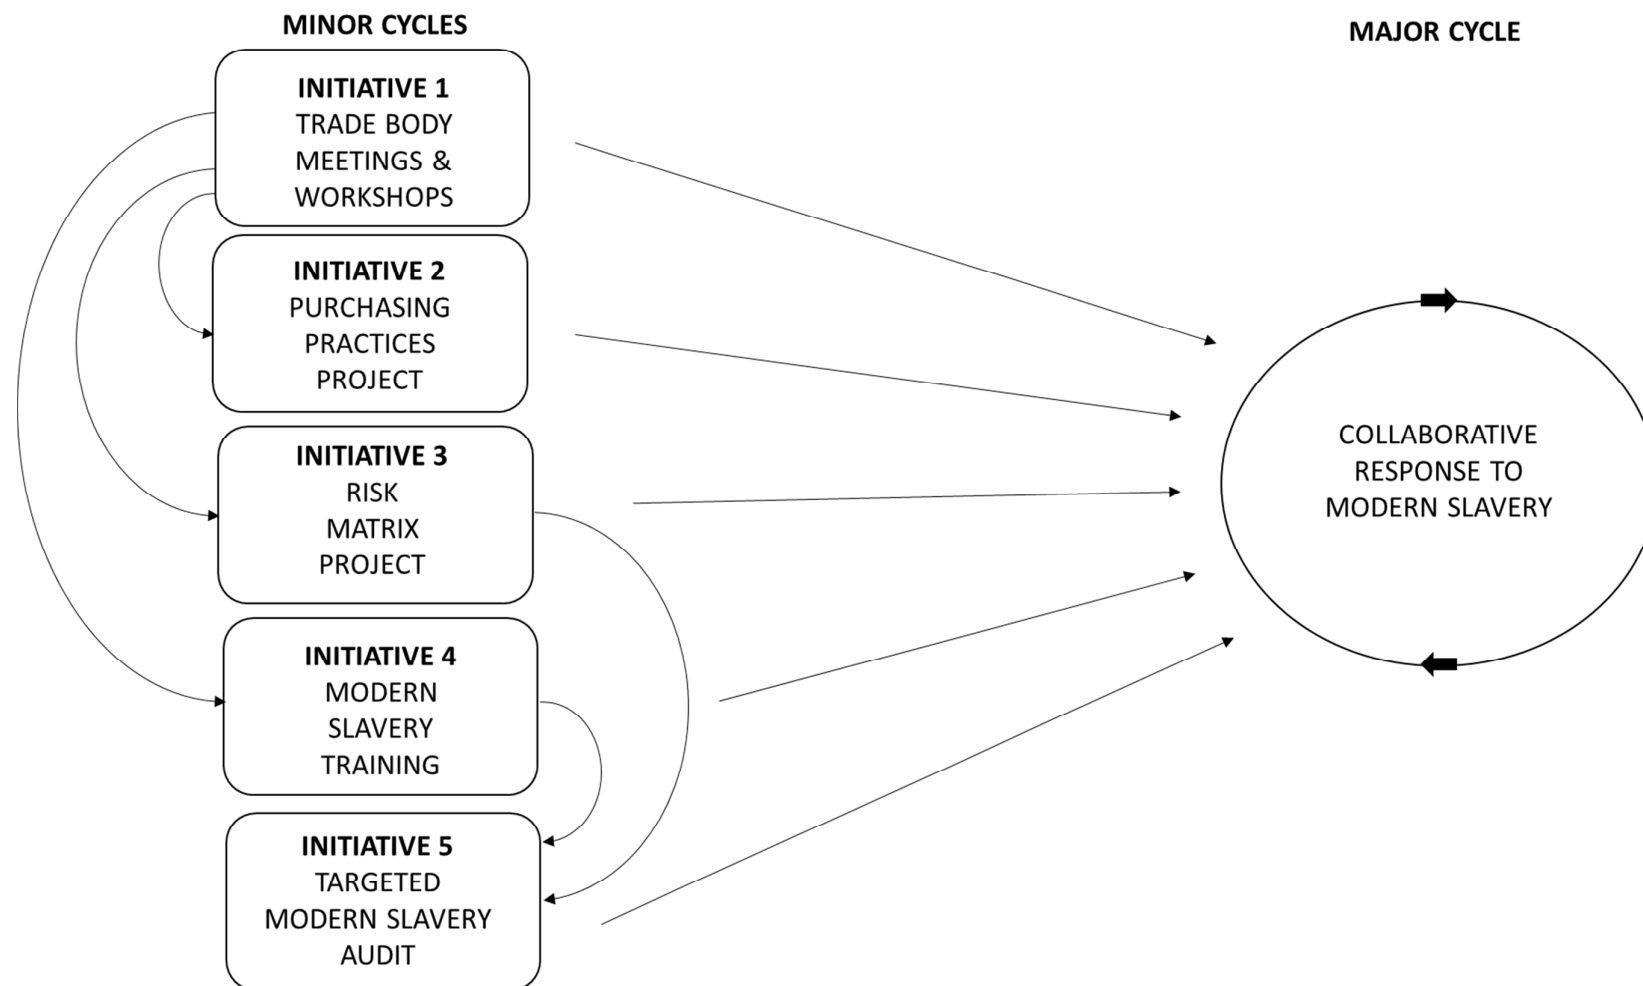 MINOR CYCLES
MAJOR CYCLE
INITIATIVE 1
TRADE BODY
MEETINGS &
WORKSHOPS
INITIATIVE 2
PURCHASING
PRACTICES
PROJECT
INITIATIVE 3
RISK
MATRIX
PROJECT
INITIATIVE 4
MODERN
SLAVERY
TRAINING
INITIATIVE 5
TARGETED
MODERN SLAVERY
AUDIT
COLLABORATIVE
RESPONSE TO
MODERN SLAVERY